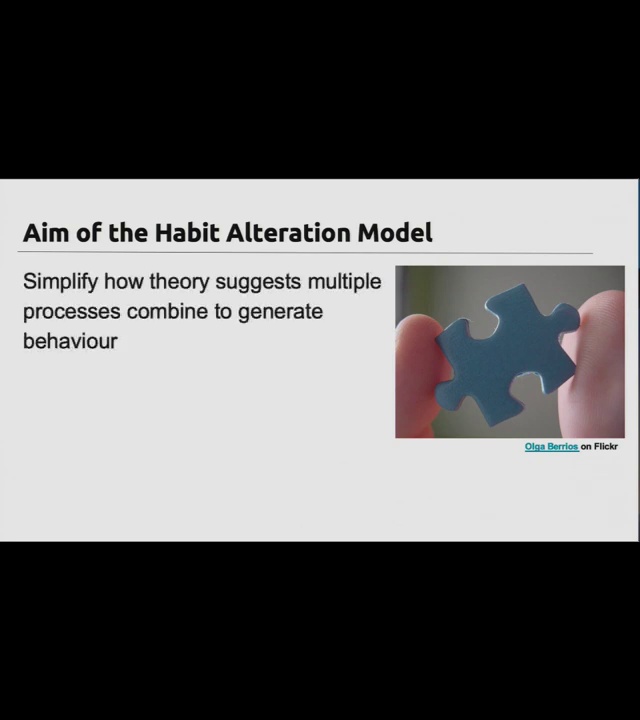 Aim of the Habit Alteration Model
Simplify how theory suggests multiple
processes combine to generate
behaviour
Olga Berrios on Flickr